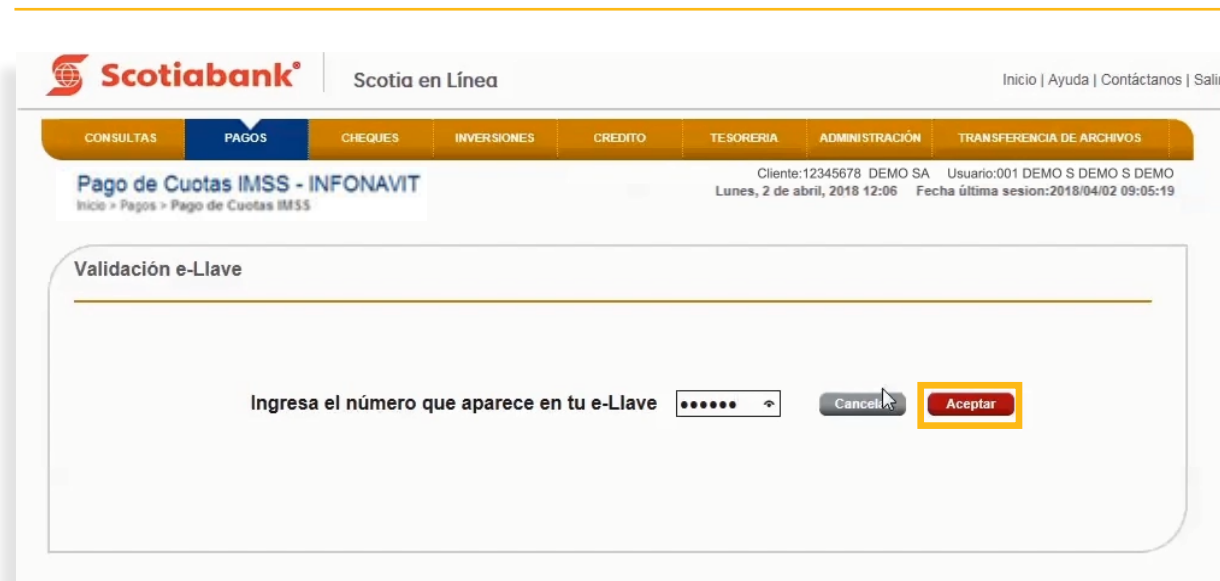 Scotiabank® Scotia en Línea Inicio | Ayuda | Contáctanos | Salir
CONSULTAS PAGOS CHEQUES INVERSIONES CREDITO TESORERIA ADMINISTRACIÓN TRANSFERENCIA DE ARCHIVOS
Pago de Cuotas IMSS - INFONAVIT
Cliente:12345678 DEMO SA Usuario:001 DEMO S DEMO S DEMO
Inicio > Pagos > Pago de Cuotas IMSS
Lunes, 2 de abril, 2018 12:06 Fecha última sesion:2018/04/02 09:05:19
Validación e-Llave
Ingresa el número que aparece en tu e-Llave •••••• Cancelar Aceptar